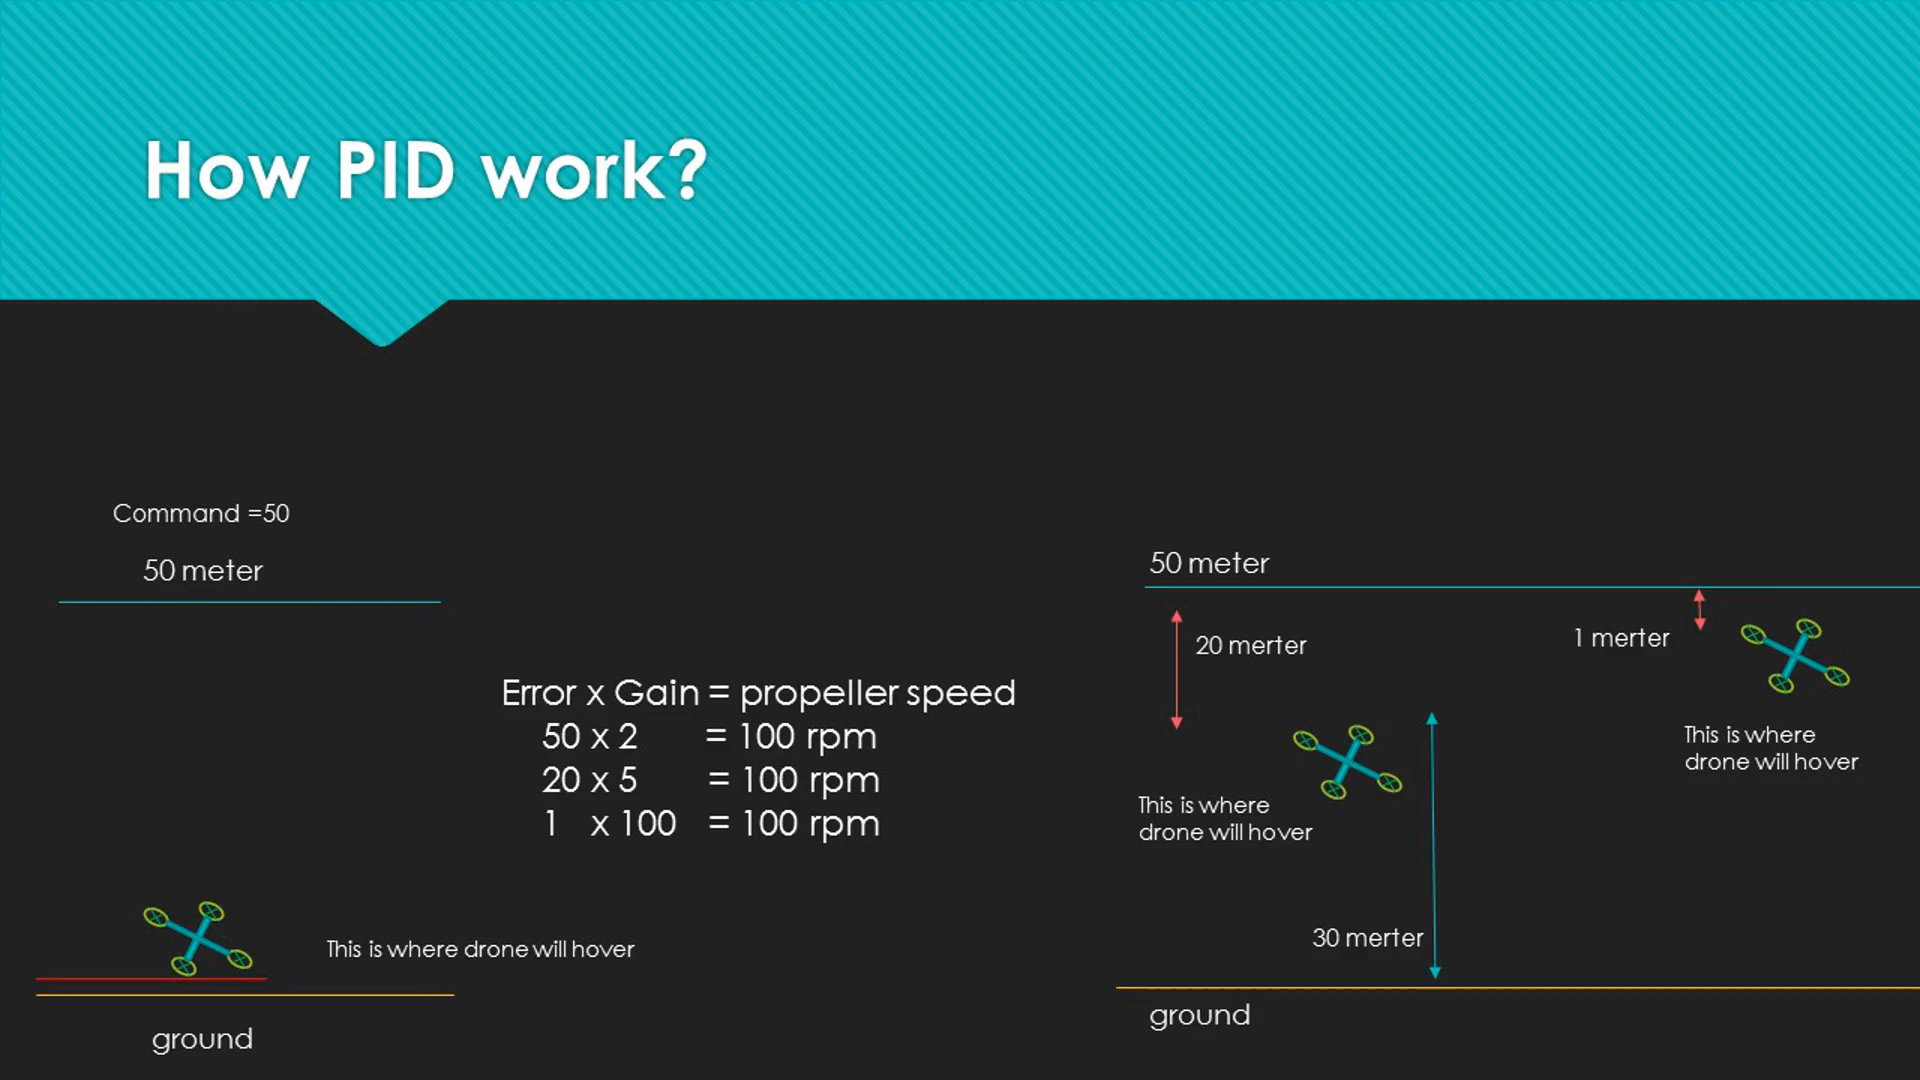 How PID work?
Command =50
50 meter
Error x Gain = propeller speed
50 x 2 = 100 rpm
20 x 5 = 100 rpm
1 x 100 = 100 rpm
This is where drone will hover
ground
50 meter
20 merter
1 merter
This is where
drone will hover
This is where
drone will hover
30 merter
ground